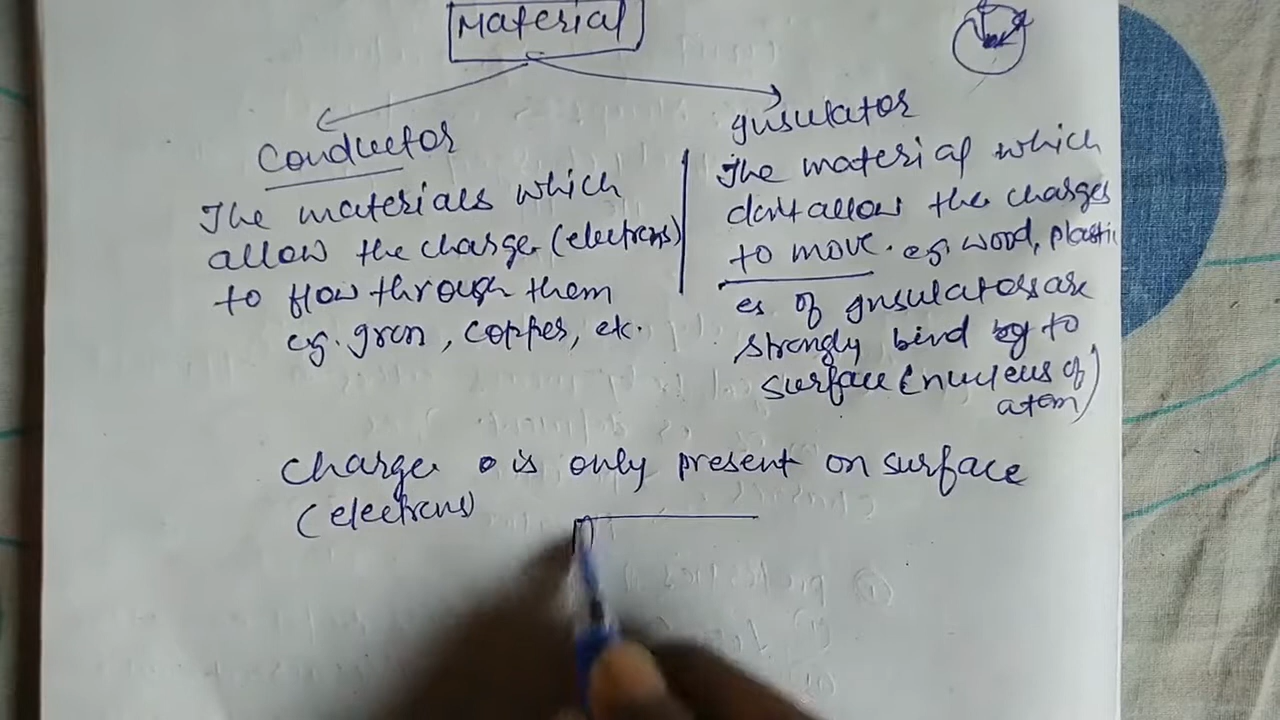 Material
Conductor
The materials which
allow the charge (electrons)
to flow through them
eg. Iron, copper, etc.
Insulator
The material which
don't allow the charges
to move. eg. wood, plastic
es of Insulators are
strongly bind by to
surface (nucleus of
atom)
Charge is only present on surface
(electrons)